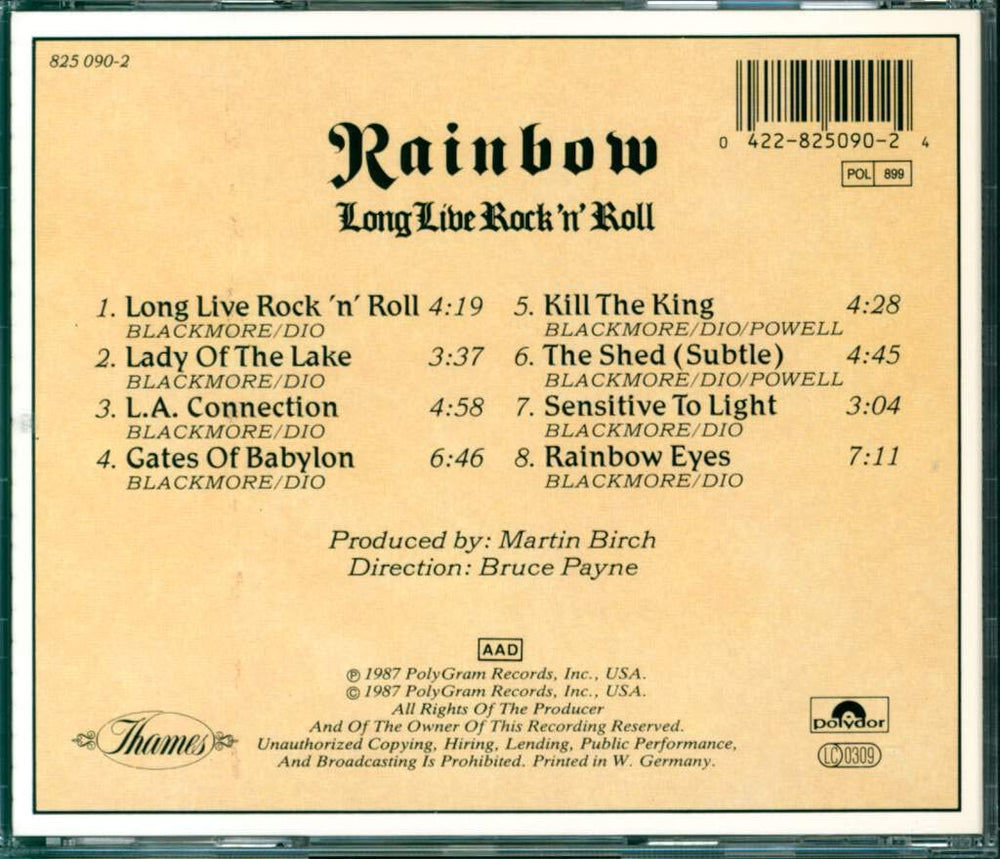 825 090-2
0 422-825090-2 4
POL 899
Rainbow
Long Live Rock 'n' Roll
1. Long Live Rock 'n' Roll 4:19
BLACKMORE/DIO
2. Lady Of The Lake 3:37
BLACKMORE/DIO
3. L.A. Connection 4:58
BLACKMORE/DIO
4. Gates Of Babylon 6:46
BLACKMORE/DIO
5. Kill The King 4:28
BLACKMORE/DIO/POWELL
6. The Shed (Subtle) 4:45
BLACKMORE/DIO/POWELL
7. Sensitive To Light 3:04
BLACKMORE/DIO
8. Rainbow Eyes 7:11
BLACKMORE/DIO
Produced by: Martin Birch
Direction: Bruce Payne
AAD
℗ 1987 PolyGram Records, Inc., USA.
© 1987 PolyGram Records, Inc., USA.
All Rights Of The Producer
And Of The Owner Of This Recording Reserved.
Unauthorized Copying, Hiring, Lending, Public Performance,
And Broadcasting Is Prohibited. Printed in W. Germany.
Thames
polydor
LC 0309